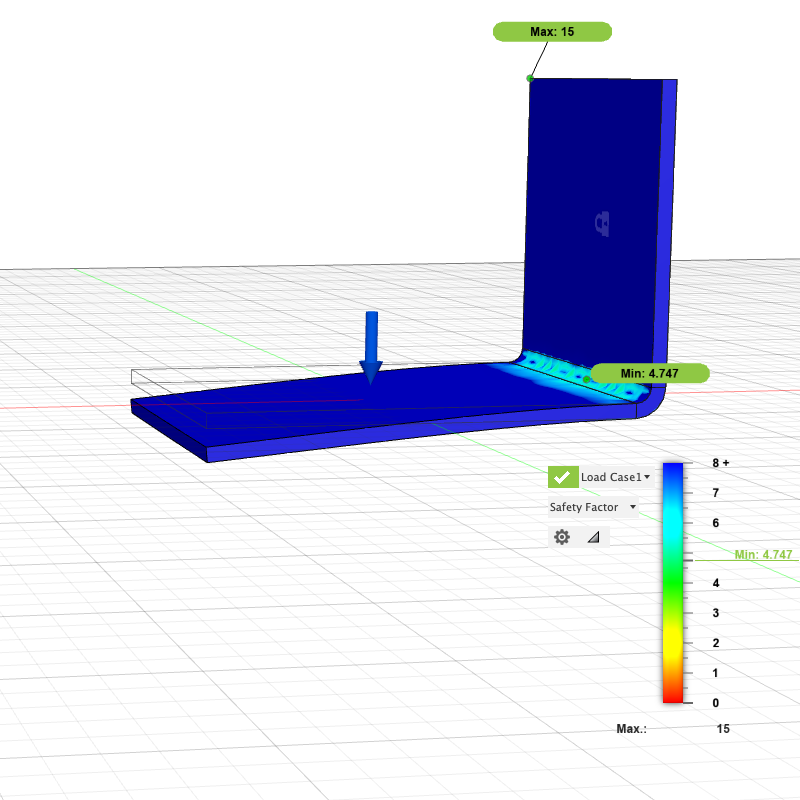 Max: 15
Min: 4.747
Load Case1
Safety Factor
8 +
7
6
Min: 4.747
4
3
2
1
0
Max.: 15